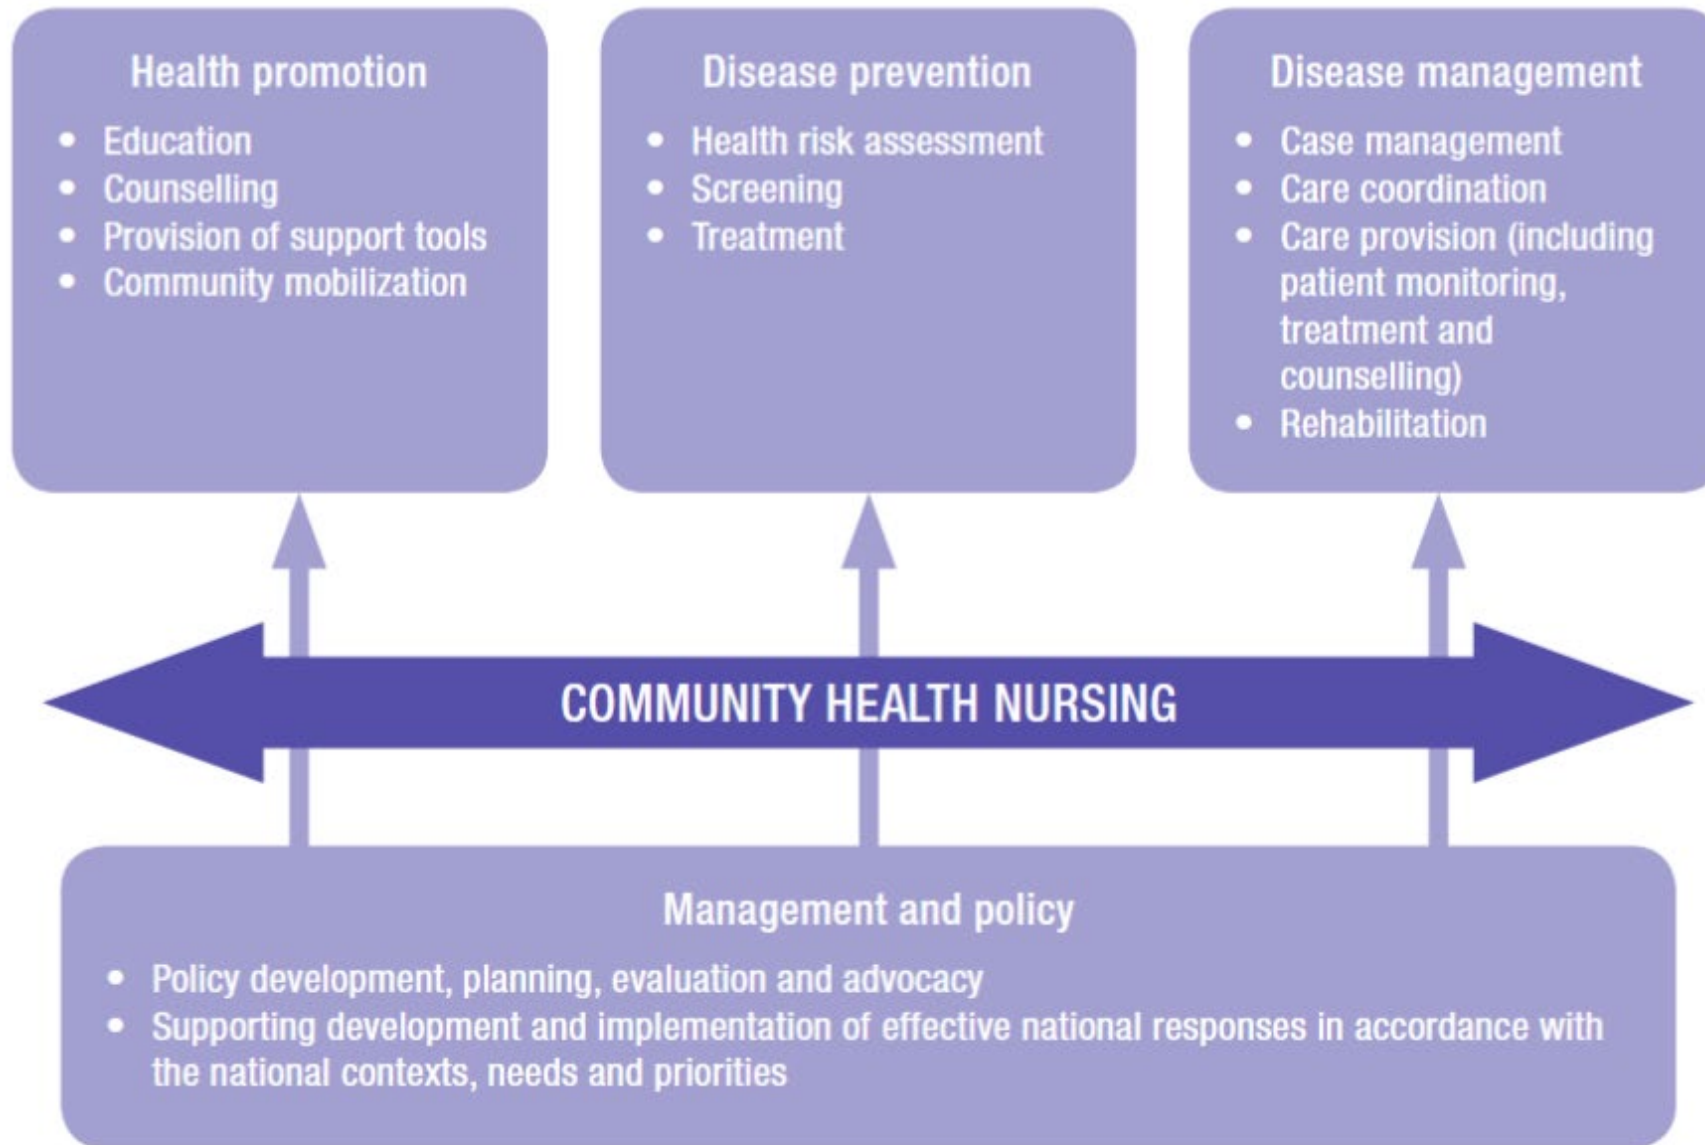 Health promotion
• Education
• Counselling
• Provision of support tools
• Community mobilization
Disease prevention
• Health risk assessment
• Screening
• Treatment
Disease management
• Case management
• Care coordination
• Care provision (including
patient monitoring,
treatment and
counselling)
• Rehabilitation
COMMUNITY HEALTH NURSING
Management and policy
• Policy development, planning, evaluation and advocacy
• Supporting development and implementation of effective national responses in accordance with
the national contexts, needs and priorities